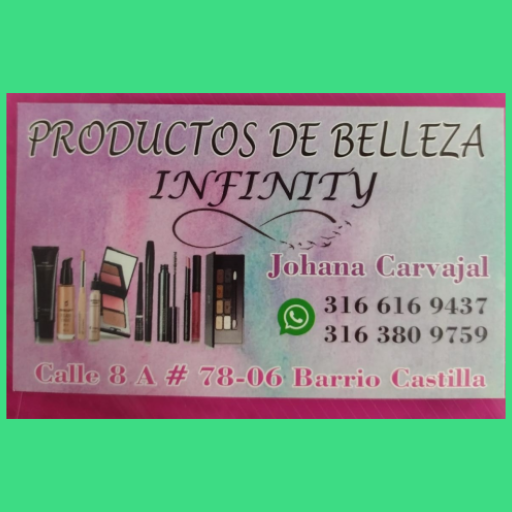 PRODUCTOS DE BELLEZA
INFINITY
Johana Carvajal
316 616 9437
316 380 9759
Calle 8 A # 78-06 Barrio Castilla